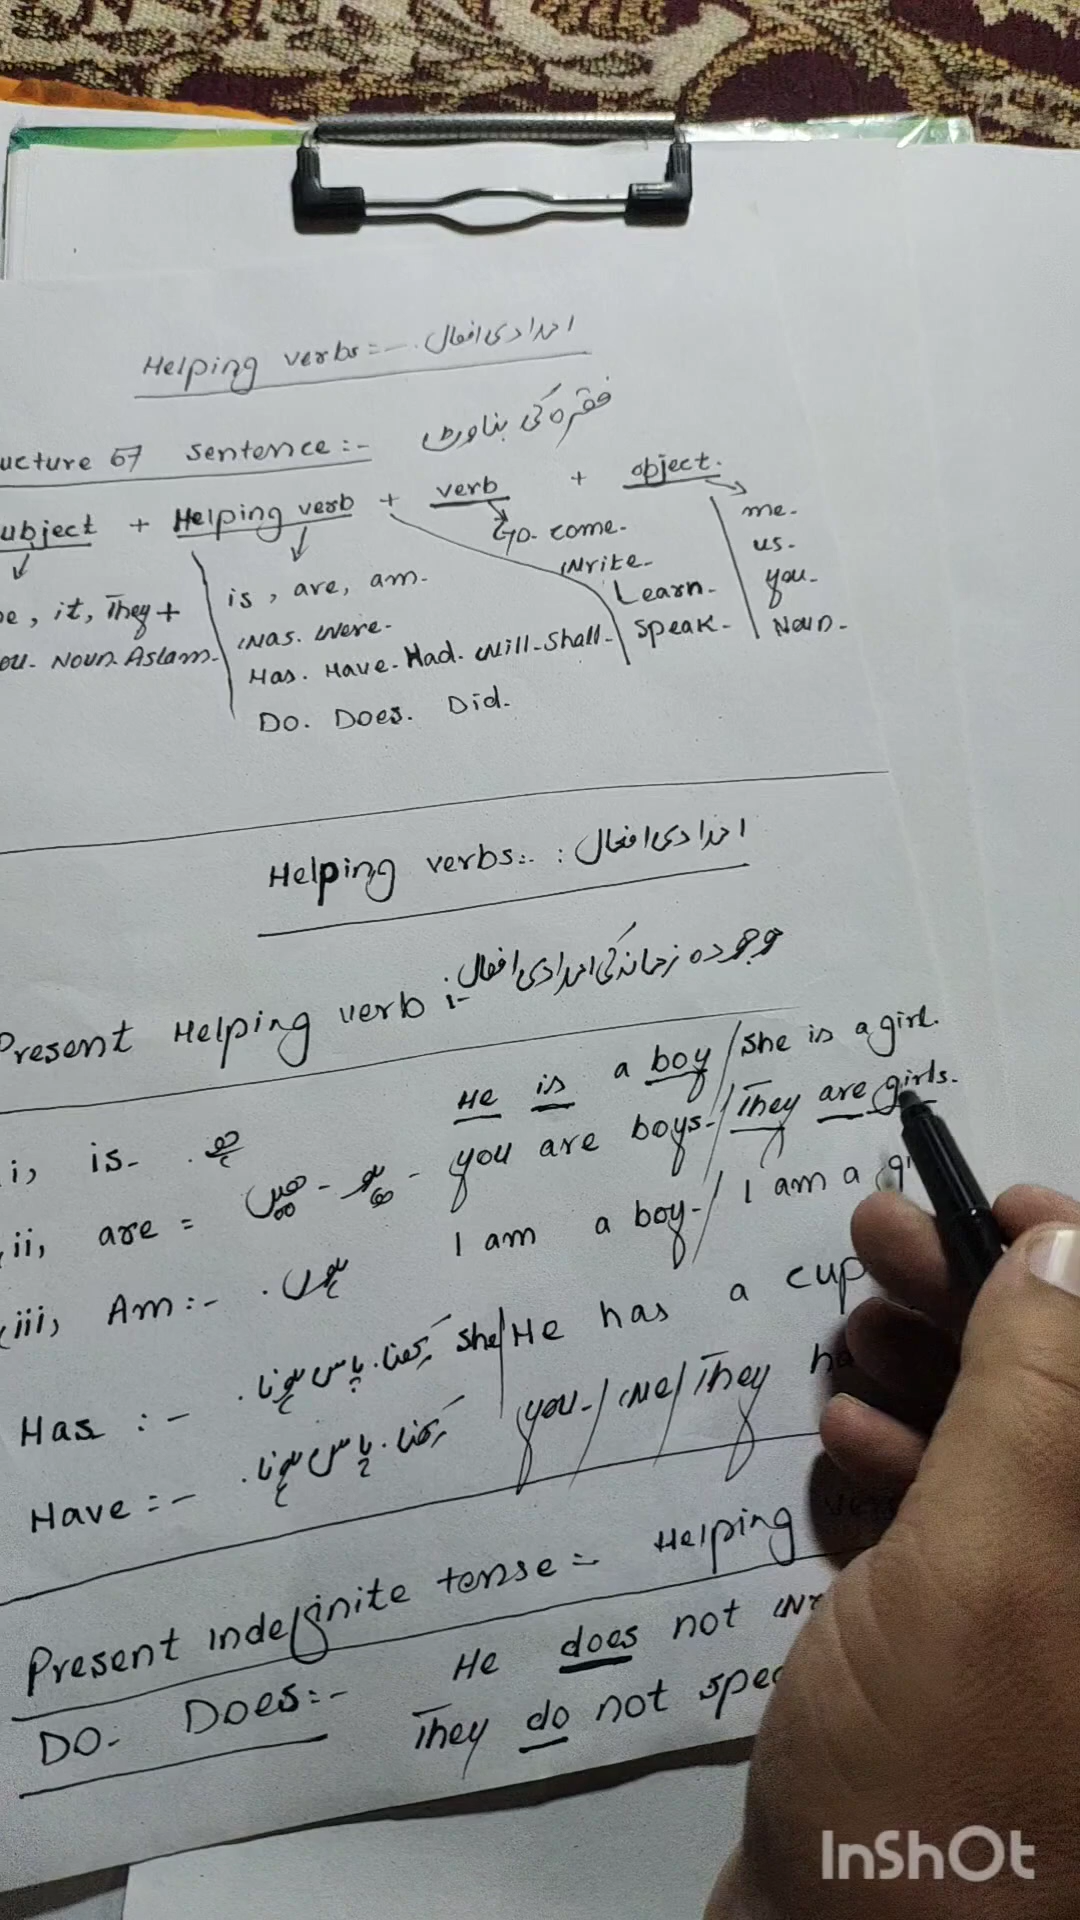 Helping verbs:- امدادی افعال
ucture of sentence:- فقرہ کی بناوٹ
ubject + Helping verb + verb + object.
Go. come. me.
write. us.
e, it, They + is, are, am. Learn. you.
ou. Noun. Aslam. was. were. Speak. Noun.
Has. Have. Had. Will. Shall.
Do. Does. Did.
Helping verbs:- امدادی افعال
Present Helping verb:- موجودہ زمانہ کی امدادی افعال
i, is- ہے۔ He is a boy / She is a girl.
ii, are = ہیں - ہو - you are boys- / They are girls.
iii, Am:- ہوں۔ I am a boy- / I am a
Has:- رکھنا۔ پاس ہونا۔ She/He has a cup
Have:- رکھنا۔ پاس ہونا۔ you-/We/They
Present indefinite tense = Helping
Do. Does:- He does not
They do not
InShOt